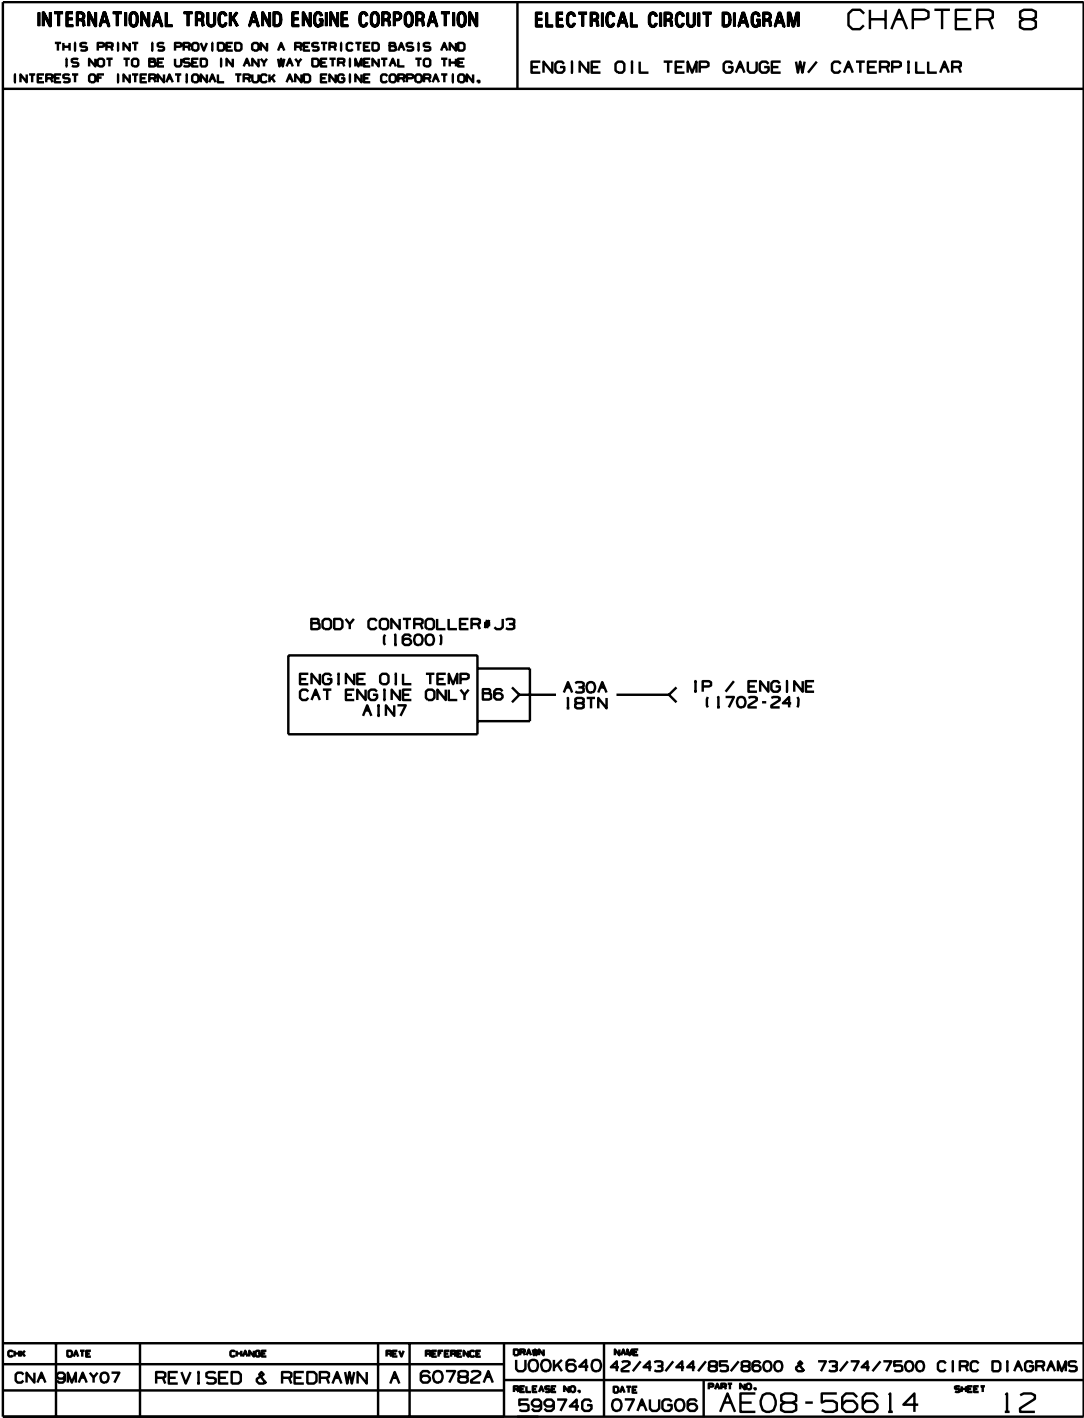 INTERNATIONAL TRUCK AND ENGINE CORPORATION
THIS PRINT IS PROVIDED ON A RESTRICTED BASIS AND
IS NOT TO BE USED IN ANY WAY DETRIMENTAL TO THE
INTEREST OF INTERNATIONAL TRUCK AND ENGINE CORPORATION.
ELECTRICAL CIRCUIT DIAGRAM CHAPTER 8
ENGINE OIL TEMP GAUGE W/ CATERPILLAR
BODY CONTROLLER#J3
(1600)
ENGINE OIL TEMP
CAT ENGINE ONLY
AIN7
B6
A30A
18TN
IP / ENGINE
(1702-24)
CHK DATE CHANGE REV REFERENCE
CNA 9MAY07 REVISED & REDRAWN A 60782A
DRAWN
U00K640
NAME
42/43/44/85/8600 & 73/74/7500 CIRC DIAGRAMS
RELEASE NO.
59974G
DATE
07AUG06
PART NO.
AE08-56614
SHEET
12